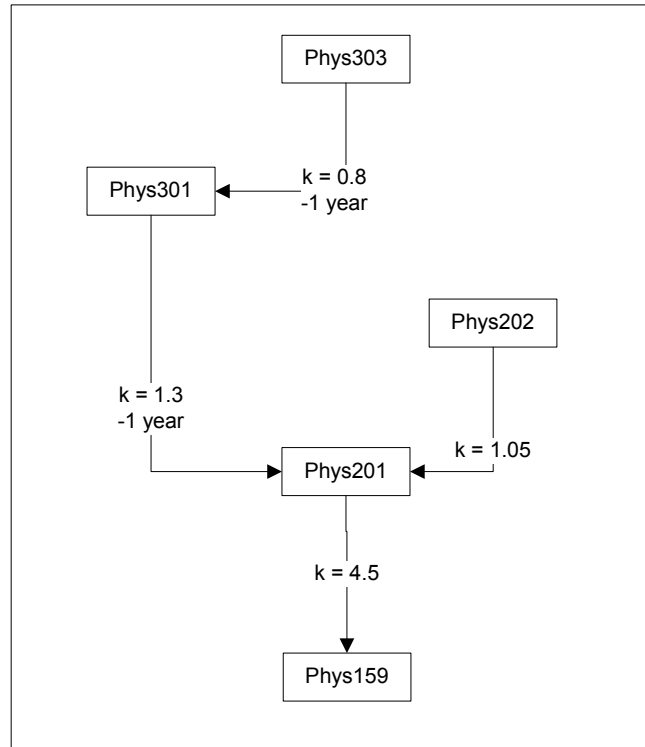 Phys303
k = 0.8
-1 year
Phys301
Phys202
k = 1.3
-1 year
k = 1.05
Phys201
k = 4.5
Phys159